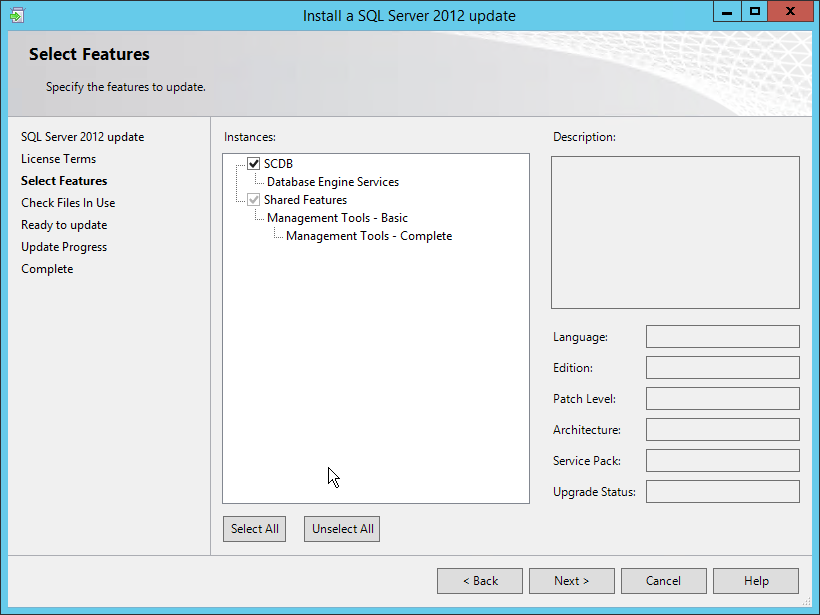 Install a SQL Server 2012 update
Select Features
Specify the features to update.
SQL Server 2012 update
License Terms
Select Features
Check Files In Use
Ready to update
Update Progress
Complete
Instances:
SCDB
Database Engine Services
Shared Features
Management Tools - Basic
Management Tools - Complete
Select All
Unselect All
Description:
Language:
Edition:
Patch Level:
Architecture:
Service Pack:
Upgrade Status:
< Back
Next >
Cancel
Help